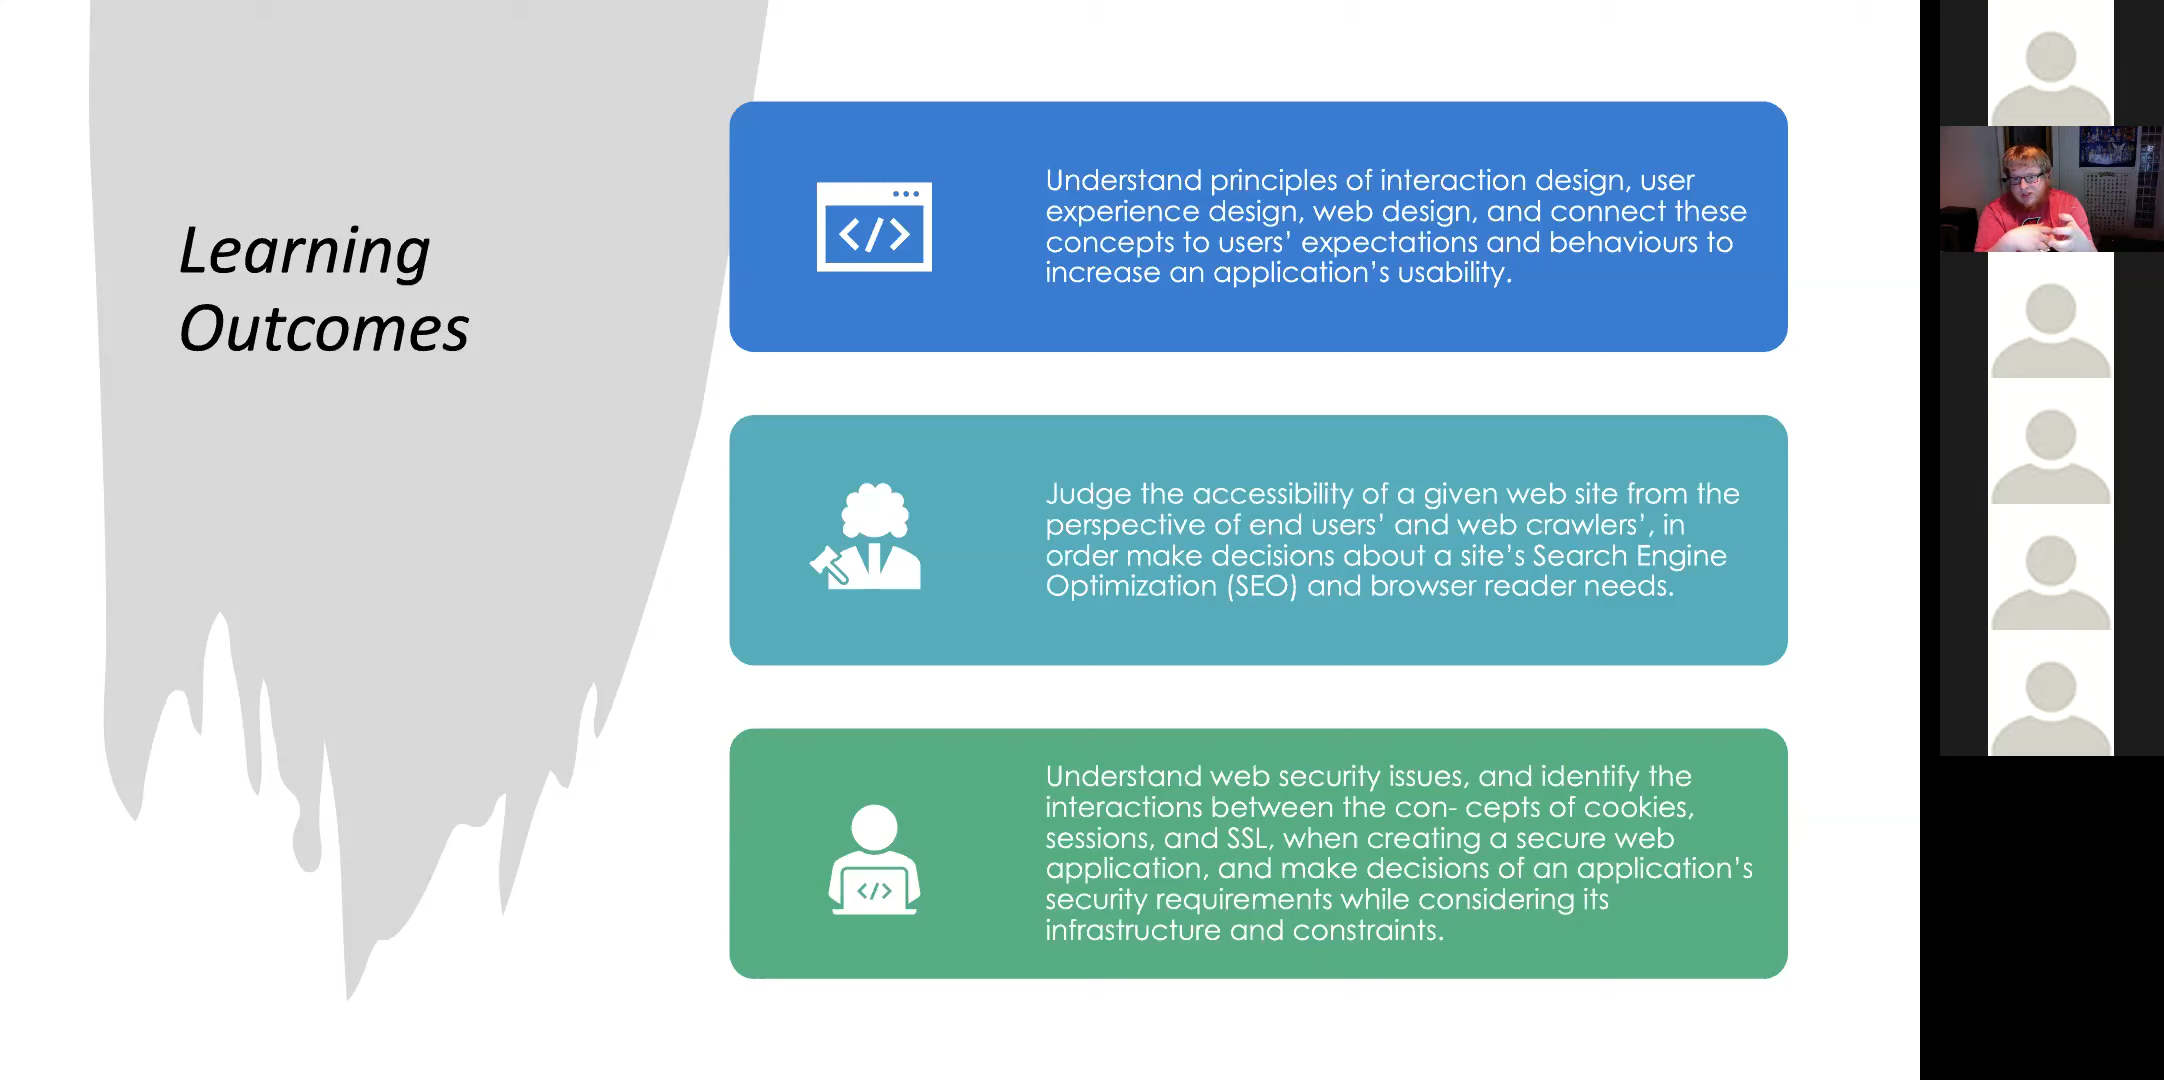 Learning
Outcomes
</>
Understand principles of interaction design, user
experience design, web design, and connect these
concepts to users’ expectations and behaviours to
increase an application’s usability.
Judge the accessibility of a given web site from the
perspective of end users’ and web crawlers’, in
order make decisions about a site’s Search Engine
Optimization (SEO) and browser reader needs.
</>
Understand web security issues, and identify the
interactions between the con- cepts of cookies,
sessions, and SSL, when creating a secure web
application, and make decisions of an application’s
security requirements while considering its
infrastructure and constraints.